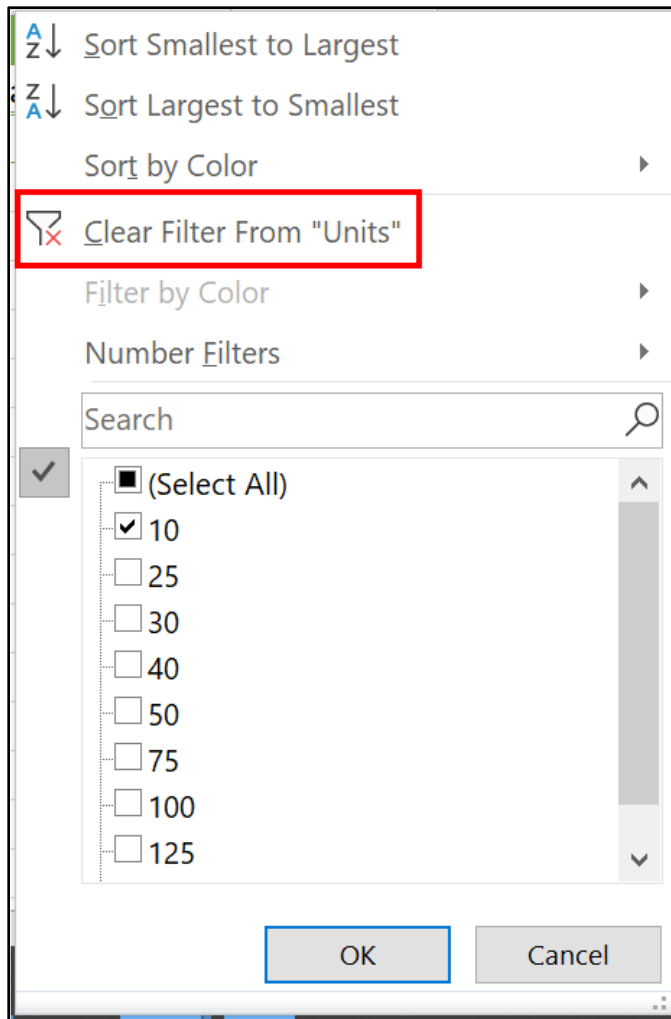 Sort Smallest to Largest
Sort Largest to Smallest
Sort by Color
Clear Filter From "Units"
Filter by Color
Number Filters
Search
(Select All)
10
25
30
40
50
75
100
125
OK
Cancel